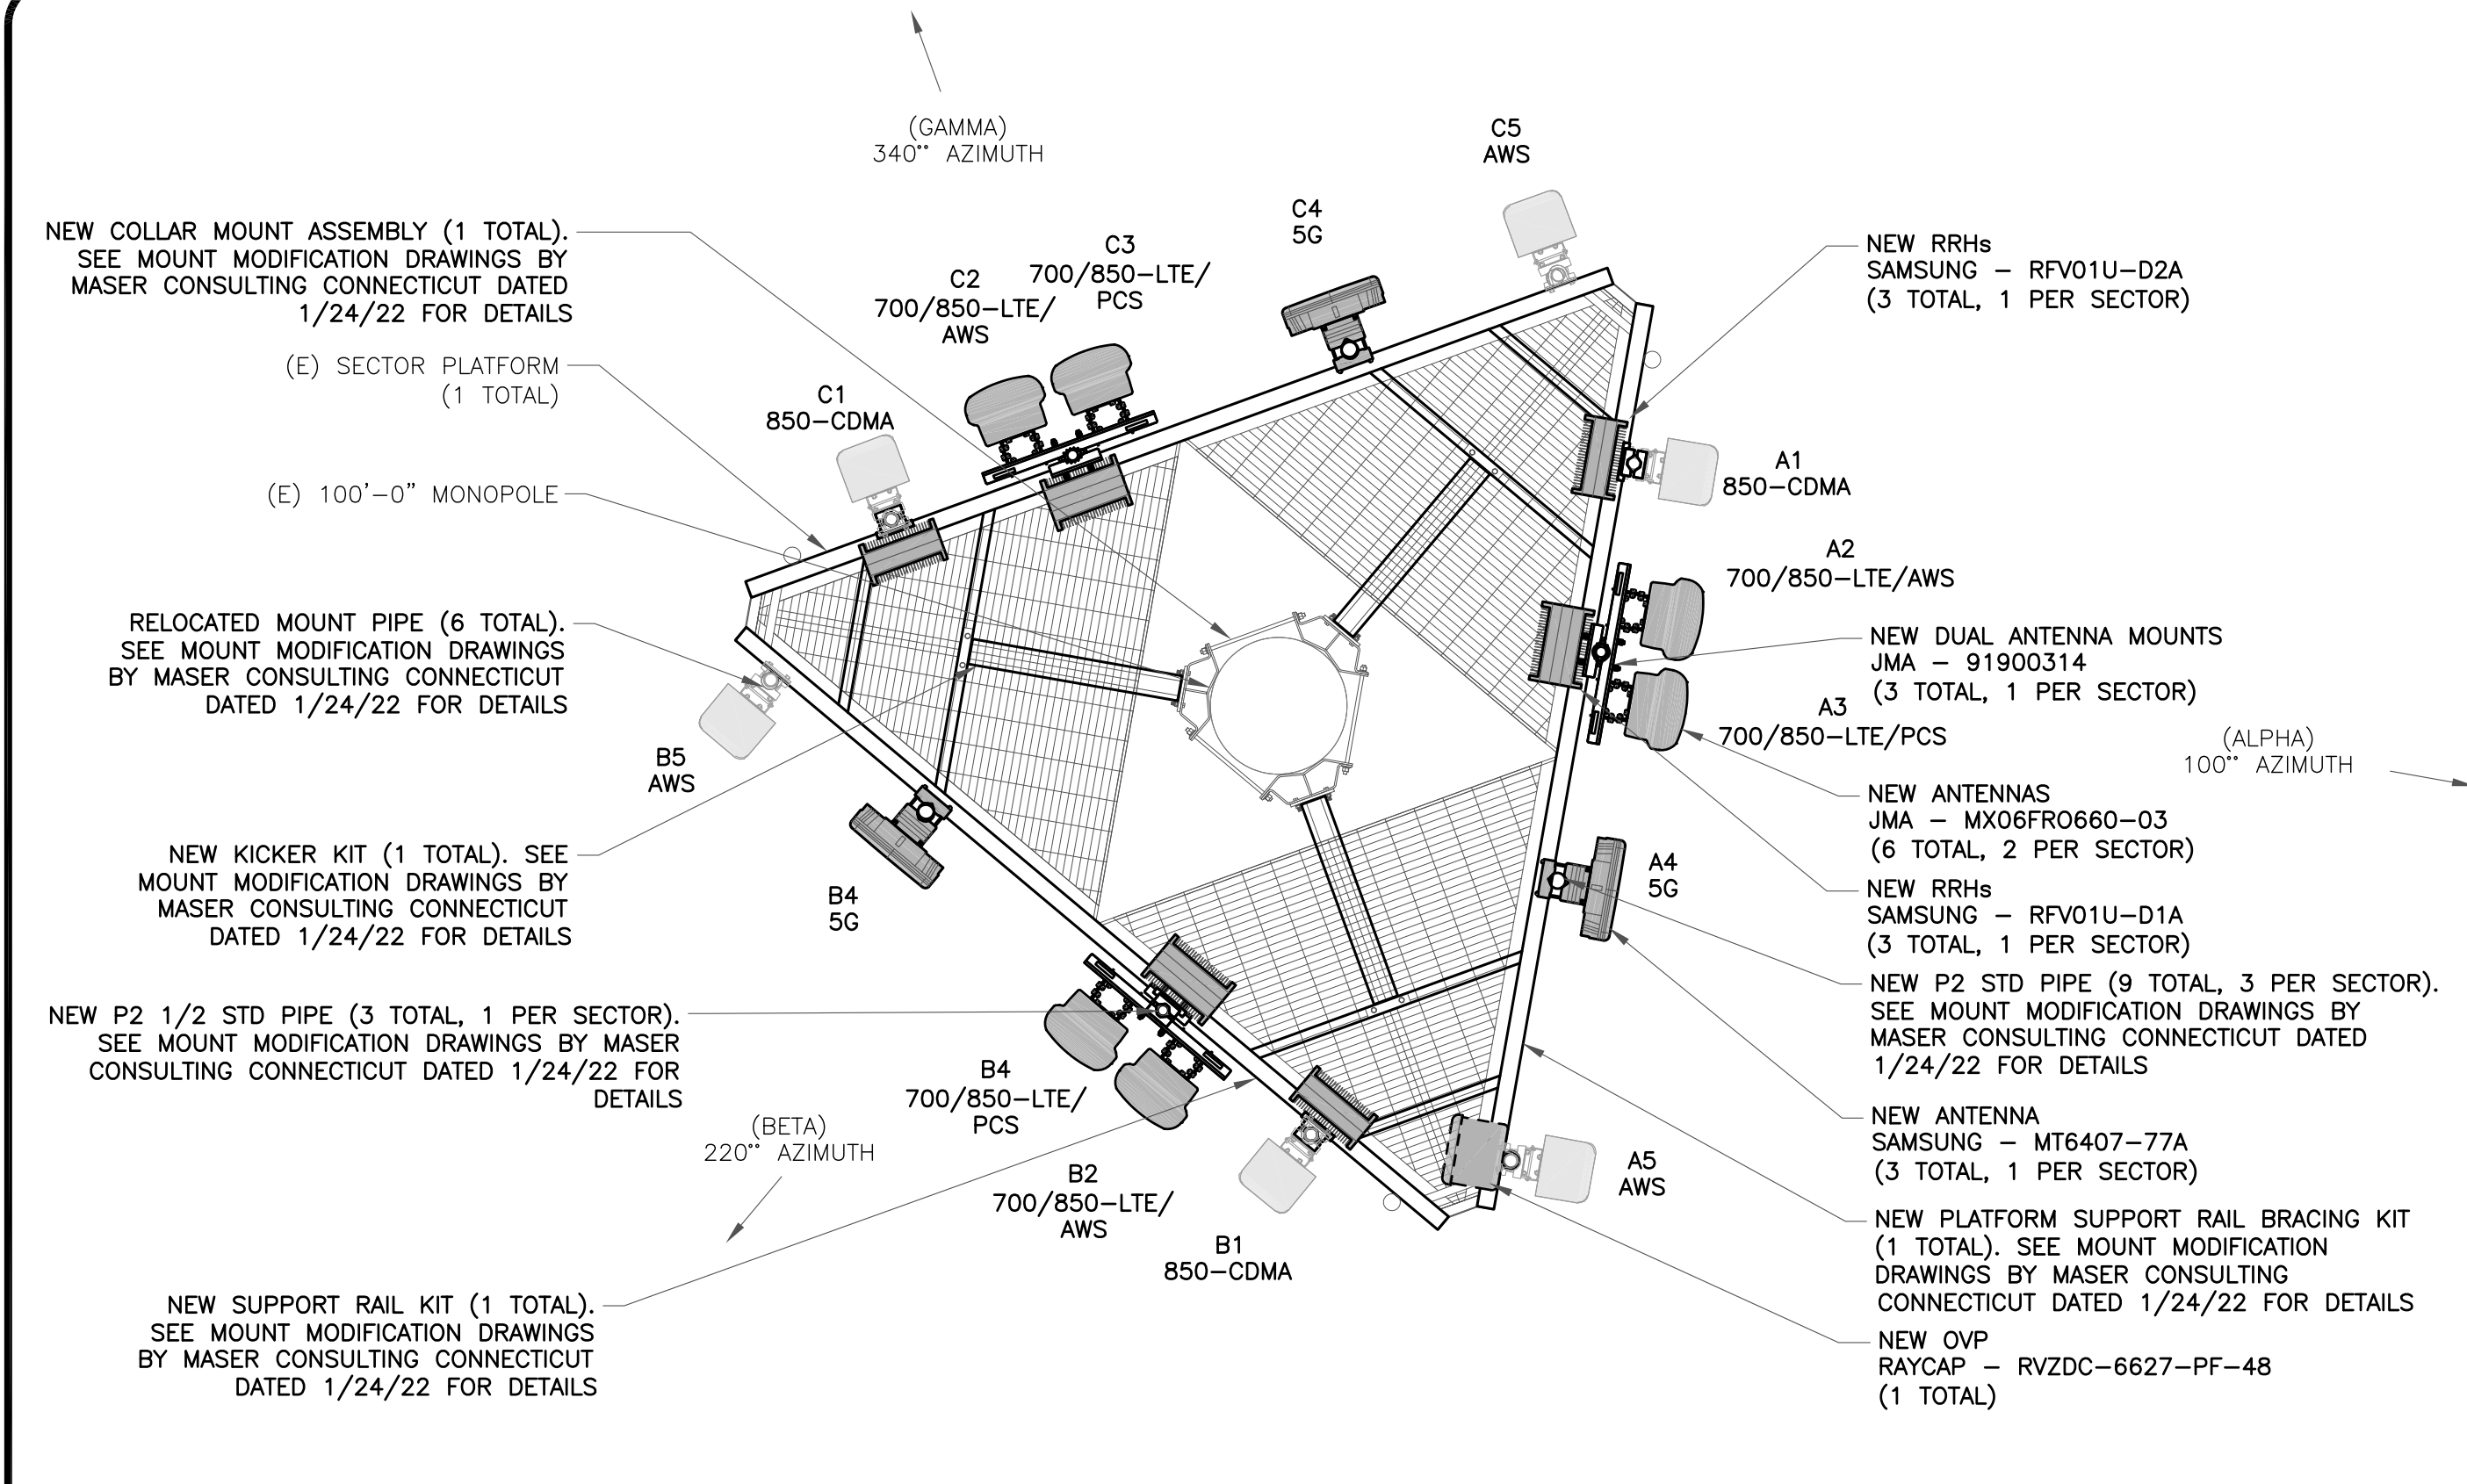 (GAMMA)
340°° AZIMUTH
C5
AWS
C4
5G
C3
700/850-LTE/
PCS
C2
700/850-LTE/
AWS
C1
850-CDMA
NEW COLLAR MOUNT ASSEMBLY (1 TOTAL).
SEE MOUNT MODIFICATION DRAWINGS BY
MASER CONSULTING CONNECTICUT DATED
1/24/22 FOR DETAILS
(E) SECTOR PLATFORM
(1 TOTAL)
(E) 100'-0" MONOPOLE
RELOCATED MOUNT PIPE (6 TOTAL).
SEE MOUNT MODIFICATION DRAWINGS
BY MASER CONSULTING CONNECTICUT
DATED 1/24/22 FOR DETAILS
B5
AWS
NEW KICKER KIT (1 TOTAL). SEE
MOUNT MODIFICATION DRAWINGS BY
MASER CONSULTING CONNECTICUT
DATED 1/24/22 FOR DETAILS
B4
5G
NEW P2 1/2 STD PIPE (3 TOTAL, 1 PER SECTOR).
SEE MOUNT MODIFICATION DRAWINGS BY MASER
CONSULTING CONNECTICUT DATED 1/24/22 FOR
DETAILS
B4
700/850-LTE/
PCS
(BETA)
220°° AZIMUTH
B2
700/850-LTE/
AWS
B1
850-CDMA
NEW SUPPORT RAIL KIT (1 TOTAL).
SEE MOUNT MODIFICATION DRAWINGS
BY MASER CONSULTING CONNECTICUT
DATED 1/24/22 FOR DETAILS
NEW RRHs
SAMSUNG - RFV01U-D2A
(3 TOTAL, 1 PER SECTOR)
A1
850-CDMA
A2
700/850-LTE/AWS
NEW DUAL ANTENNA MOUNTS
JMA - 91900314
(3 TOTAL, 1 PER SECTOR)
A3
700/850-LTE/PCS
(ALPHA)
100°° AZIMUTH
NEW ANTENNAS
JMA - MX06FRO660-03
(6 TOTAL, 2 PER SECTOR)
A4
5G
NEW RRHs
SAMSUNG - RFV01U-D1A
(3 TOTAL, 1 PER SECTOR)
NEW P2 STD PIPE (9 TOTAL, 3 PER SECTOR).
SEE MOUNT MODIFICATION DRAWINGS BY
MASER CONSULTING CONNECTICUT DATED
1/24/22 FOR DETAILS
NEW ANTENNA
SAMSUNG - MT6407-77A
(3 TOTAL, 1 PER SECTOR)
A5
AWS
NEW PLATFORM SUPPORT RAIL BRACING KIT
(1 TOTAL). SEE MOUNT MODIFICATION
DRAWINGS BY MASER CONSULTING
CONNECTICUT DATED 1/24/22 FOR DETAILS
NEW OVP
RAYCAP - RVZDC-6627-PF-48
(1 TOTAL)